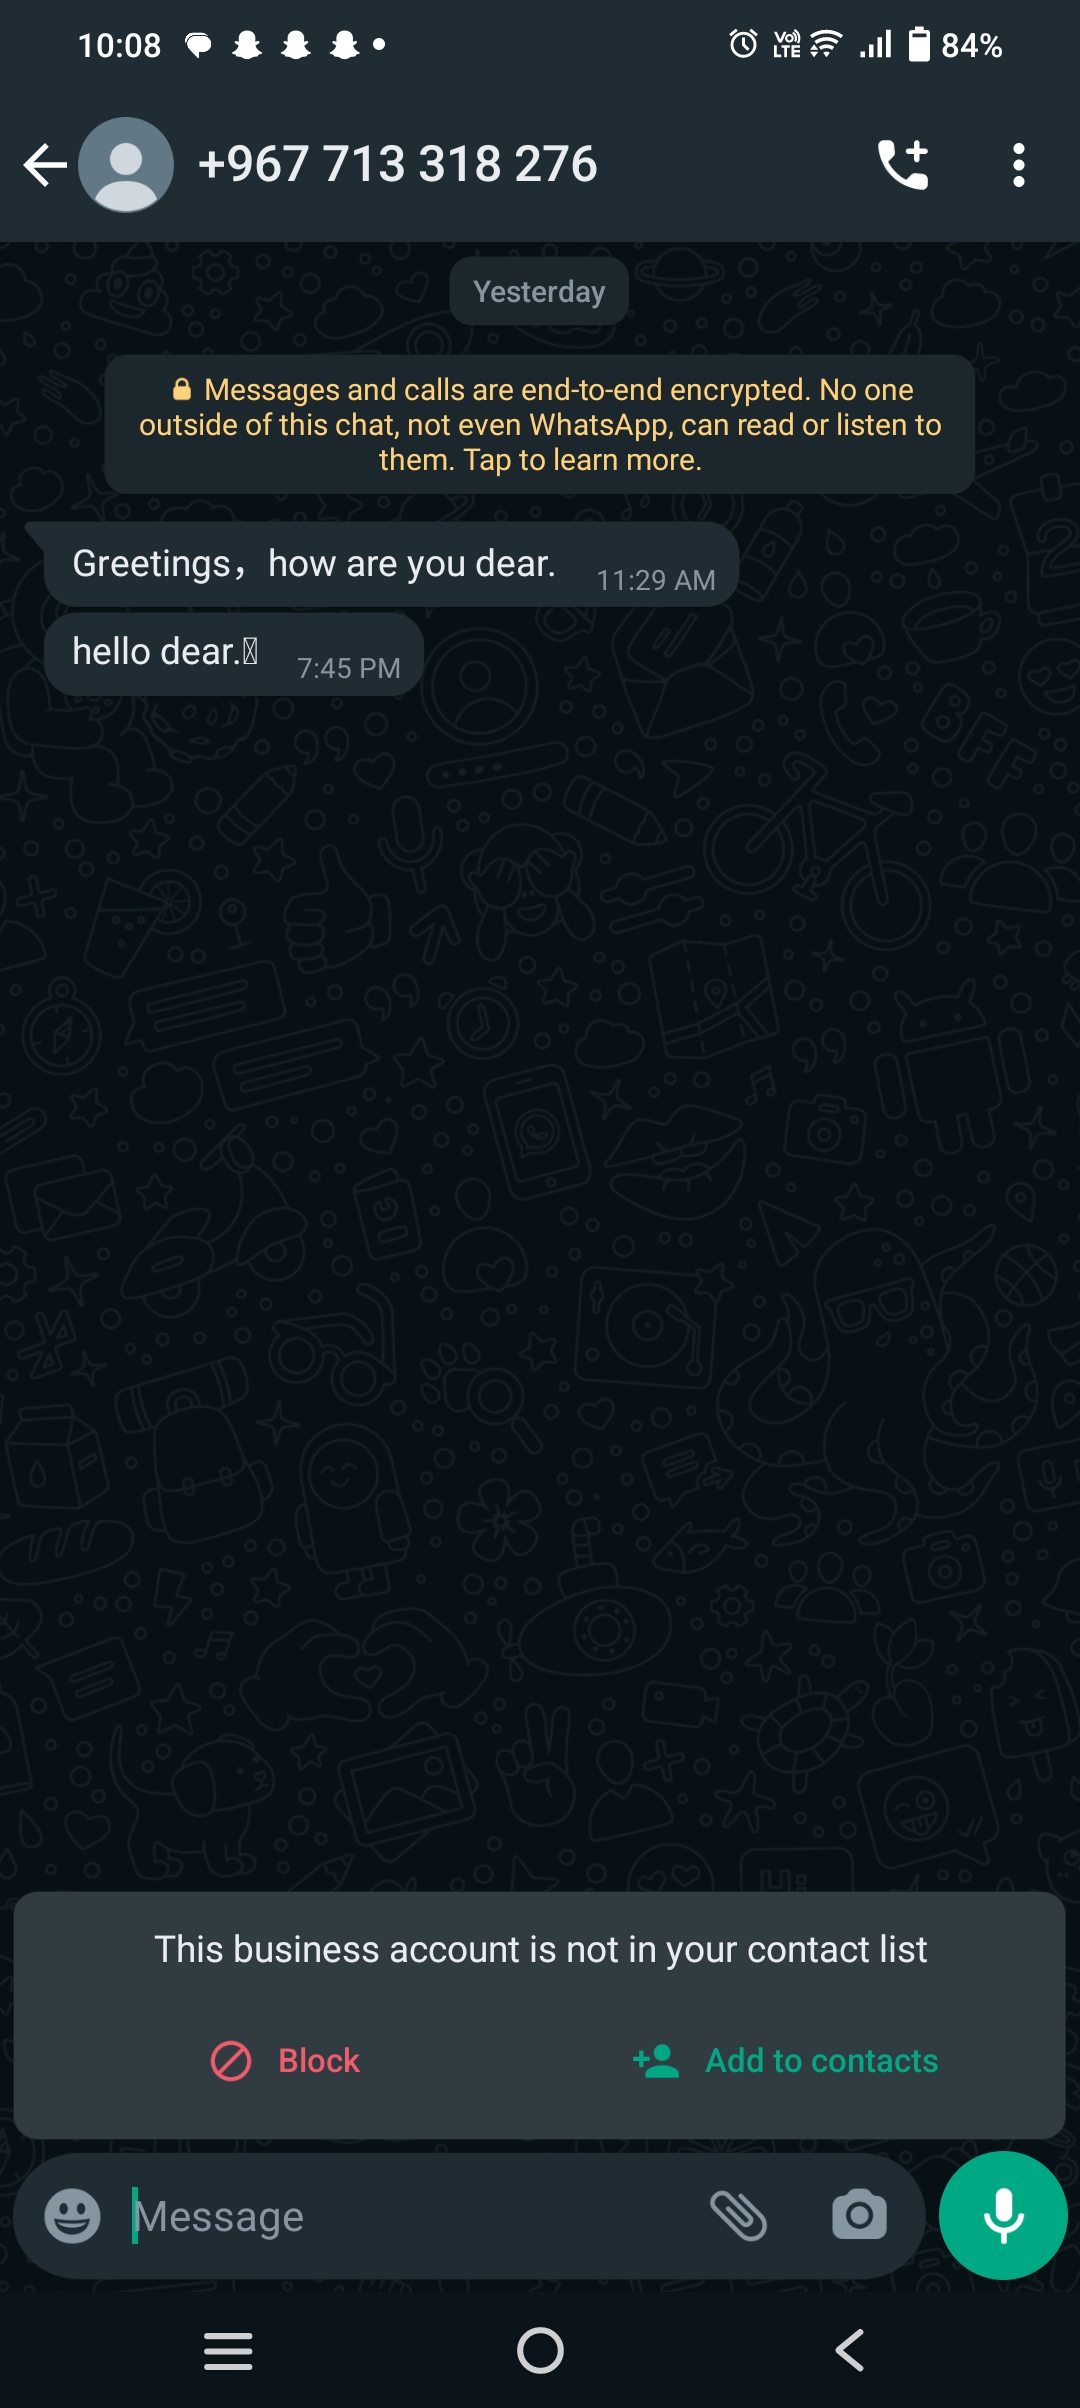 10:08
Vo)) LTE
84%
+967 713 318 276
Yesterday
Messages and calls are end-to-end encrypted. No one
outside of this chat, not even WhatsApp, can read or listen to
them. Tap to learn more.
Greetings，how are you dear.
11:29 AM
hello dear.
7:45 PM
This business account is not in your contact list
Block
Add to contacts
Message